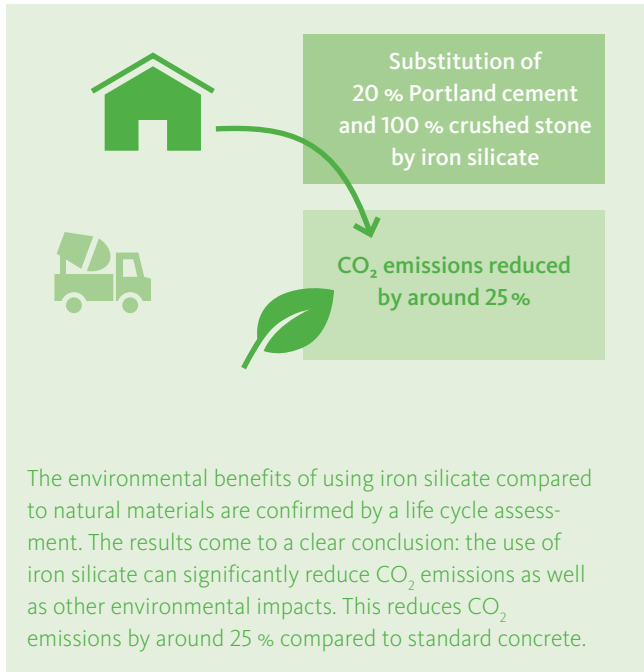 Substitution of
20 % Portland cement
and 100 % crushed stone
by iron silicate
CO₂ emissions reduced
by around 25 %
The environmental benefits of using iron silicate compared
to natural materials are confirmed by a life cycle assess-
ment. The results come to a clear conclusion: the use of
iron silicate can significantly reduce CO₂ emissions as well
as other environmental impacts. This reduces CO₂
emissions by around 25 % compared to standard concrete.